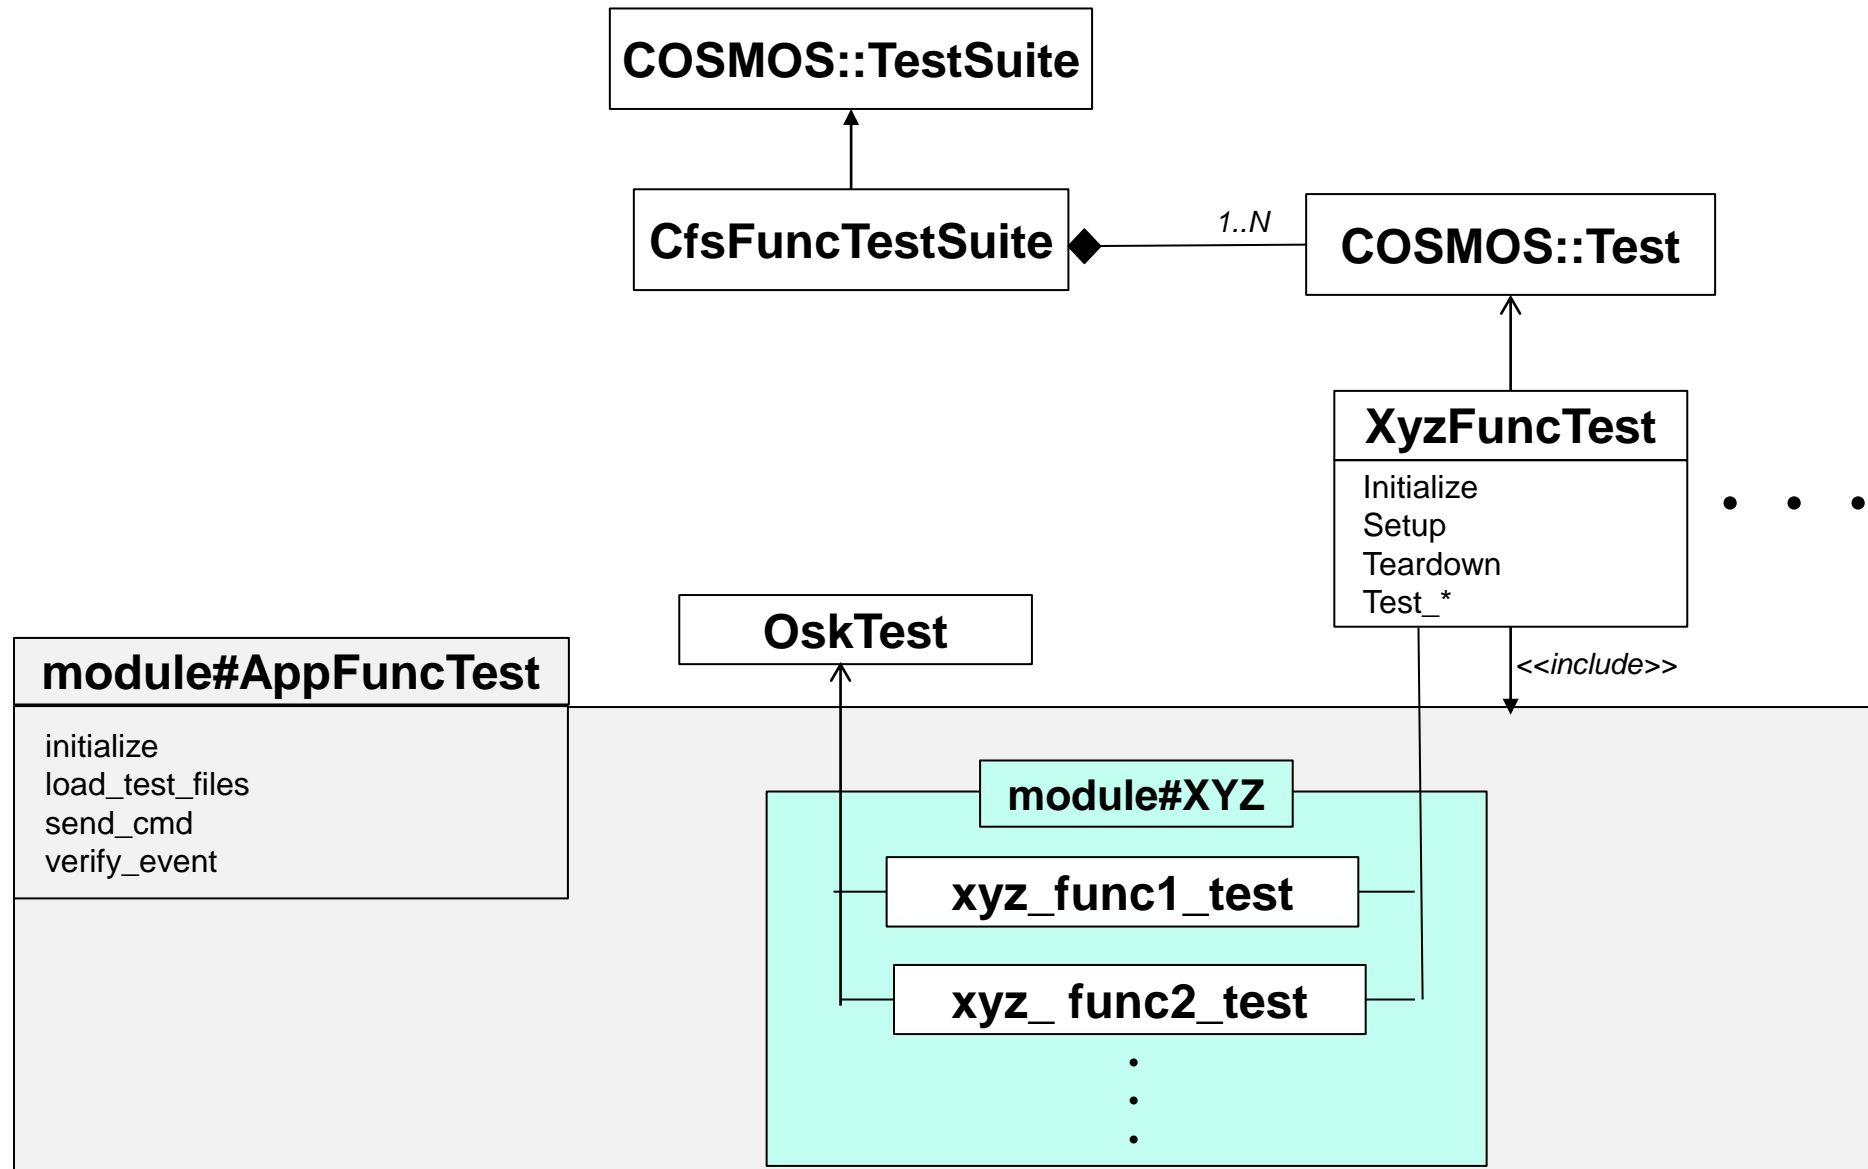 COSMOS::TestSuite
CfsFuncTestSuite
1..N
COSMOS::Test
XyzFuncTest
Initialize
Setup
Teardown
Test_*
OskTest
<<include>>
module#AppFuncTest
initialize
load_test_files
send_cmd
verify_event
module#XYZ
xyz_func1_test
xyz_ func2_test